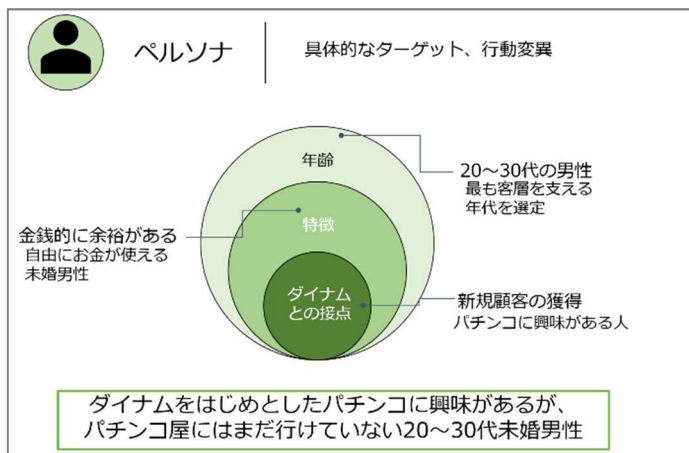 ペルソナ
具体的なターゲット、行動変異
年齢
20～30代の男性
最も客層を支える
年代を選定
特徴
金銭的に余裕がある
自由にお金が使える
未婚男性
ダイナム
との接点
新規顧客の獲得
パチンコに興味がある人
ダイナムをはじめとしたパチンコに興味があるが、
パチンコ屋にはまだ行けていない20～30代未婚男性